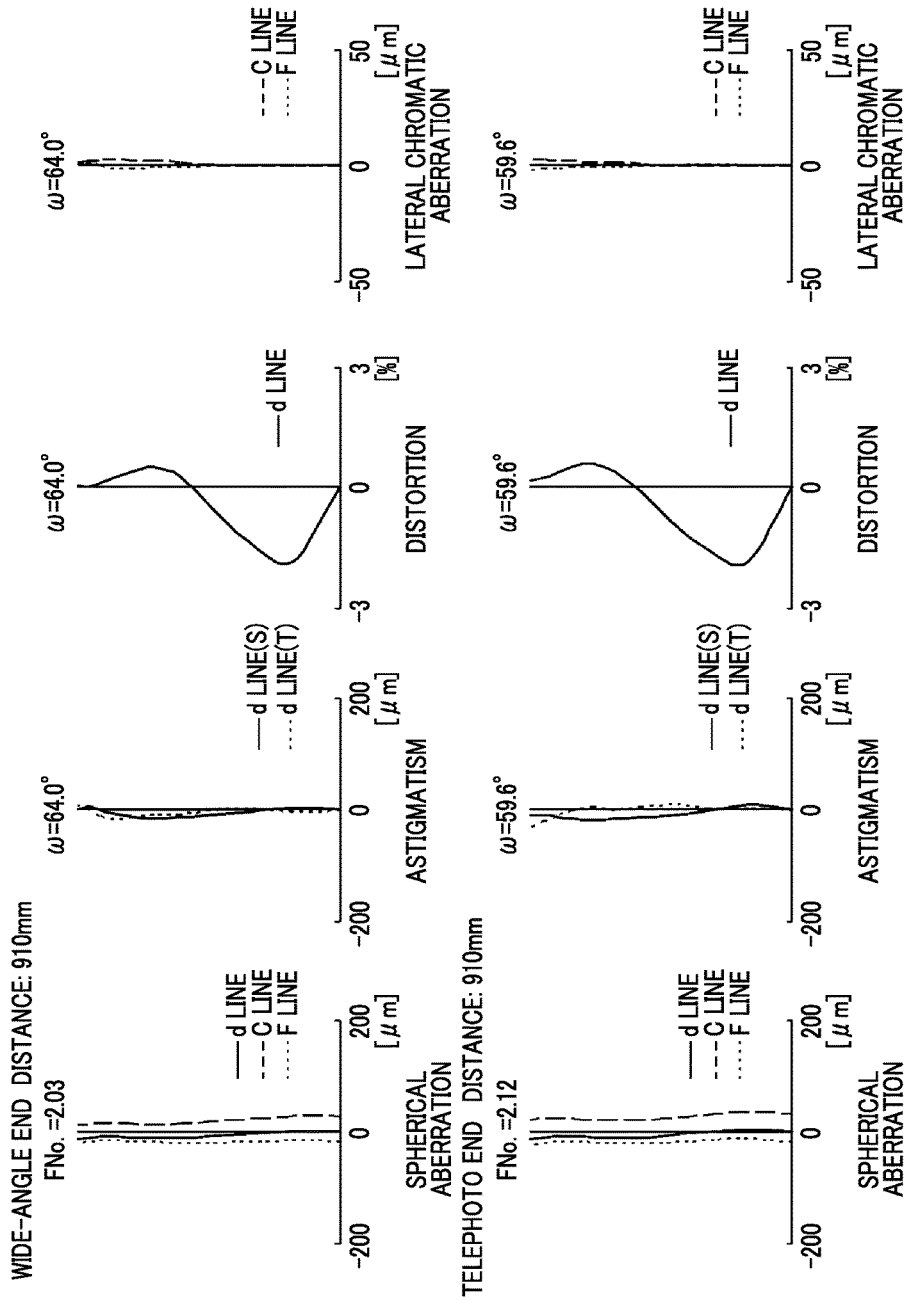 WIDE-ANGLE END  DISTANCE: 910mm
FNo. =2.03
d LINE
C LINE
F LINE
-200
0
200
[μm]
SPHERICAL
ABERRATION
ω=64.0°
d LINE(S)
d LINE(T)
-200
0
200
[μm]
ASTIGMATISM
ω=64.0°
d LINE
-3
0
3
[%]
DISTORTION
ω=64.0°
C LINE
F LINE
-50
0
50
[μm]
LATERAL CHROMATIC
ABERRATION
TELEPHOTO END  DISTANCE: 910mm
FNo. =2.12
d LINE
C LINE
F LINE
-200
0
200
[μm]
SPHERICAL
ABERRATION
ω=59.6°
d LINE(S)
d LINE(T)
-200
0
200
[μm]
ASTIGMATISM
ω=59.6°
d LINE
-3
0
3
[%]
DISTORTION
ω=59.6°
C LINE
F LINE
-50
0
50
[μm]
LATERAL CHROMATIC
ABERRATION